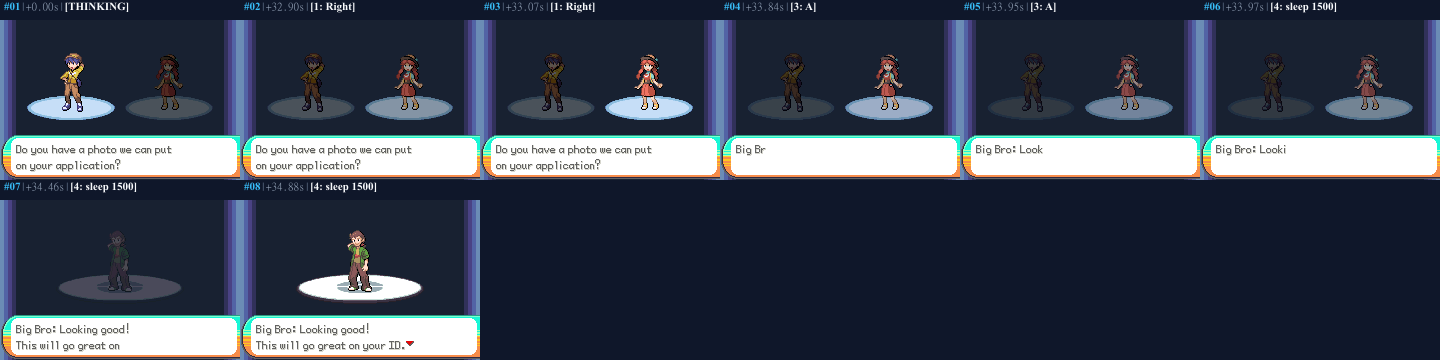 #01|+0.00s|[THINKING]
#02|+32.90s|[1: Right]
#03|+33.07s|[1: Right]
#04|+33.84s|[3: A]
#05|+33.95s|[3: A]
#06|+33.97s|[4: sleep 1500]
Do you have a photo we can put
on your application?
Do you have a photo we can put
on your application?
Do you have a photo we can put
on your application?
Big Br
Big Bro: Look
Big Bro: Looki
#07|+34.46s|[4: sleep 1500]
#08|+34.88s|[4: sleep 1500]
Big Bro: Looking good!
This will go great on
Big Bro: Looking good!
This will go great on your ID.